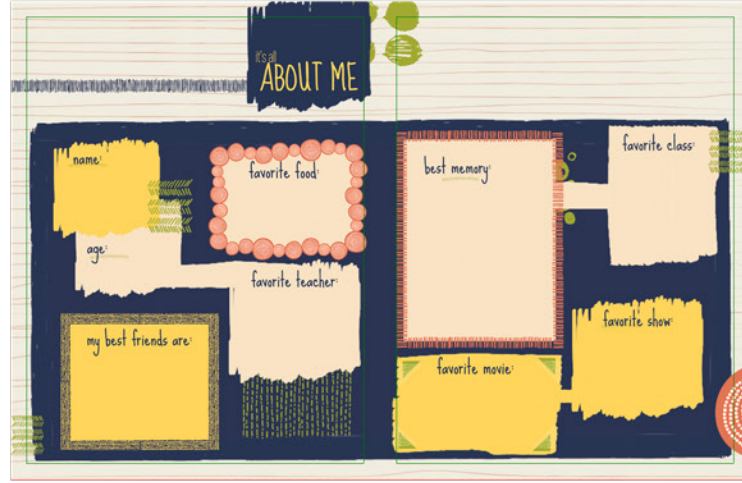 it's all
ABOUT ME
name:
age:
favorite food:
favorite teacher:
my best friends are:
best memory:
favorite class:
favorite movie:
favorite show: